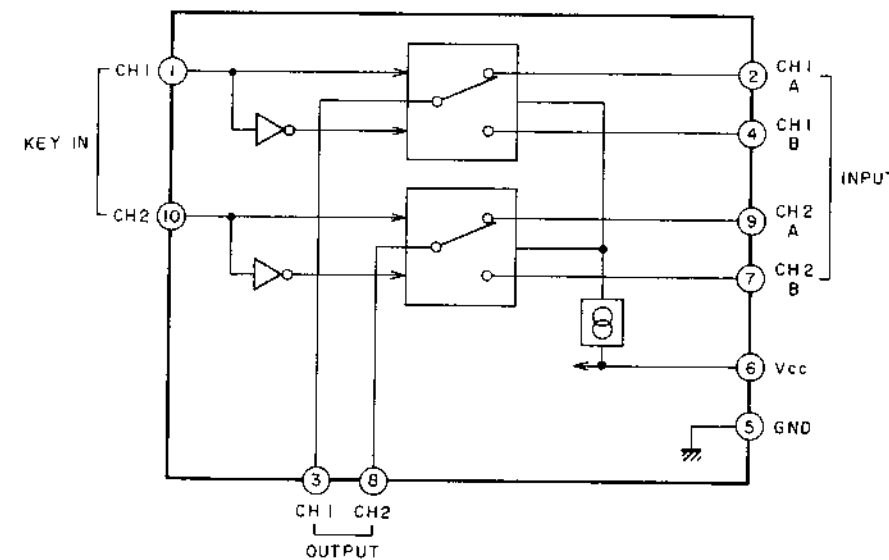 CH1 1
2 CH1 A
4 CH1 B
KEY IN
INPUT
CH2 10
9 CH2 A
7 CH2 B
6 Vcc
5 GND
3 8
CH1 CH2
OUTPUT